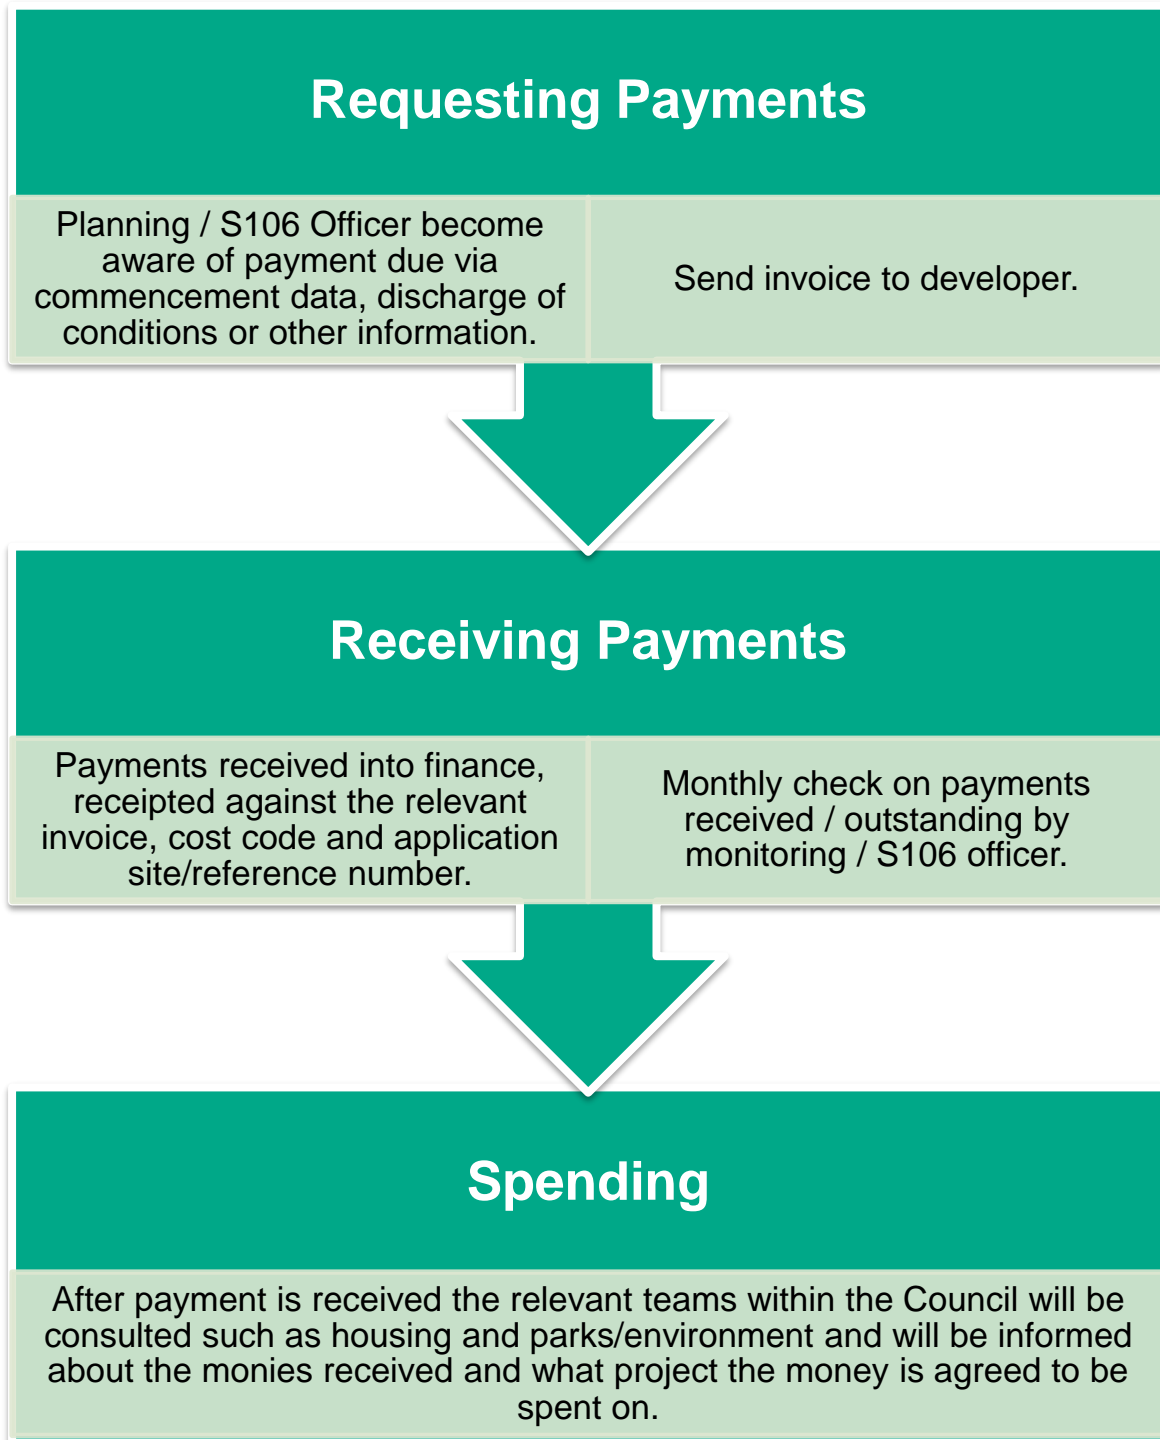 Requesting Payments
Planning / S106 Officer become
aware of payment due via
commencement data, discharge of
conditions or other information.
Send invoice to developer.
Receiving Payments
Payments received into finance,
receipted against the relevant
invoice, cost code and application
site/reference number.
Monthly check on payments
received / outstanding by
monitoring / S106 officer.
Spending
After payment is received the relevant teams within the Council will be
consulted such as housing and parks/environment and will be informed
about the monies received and what project the money is agreed to be
spent on.